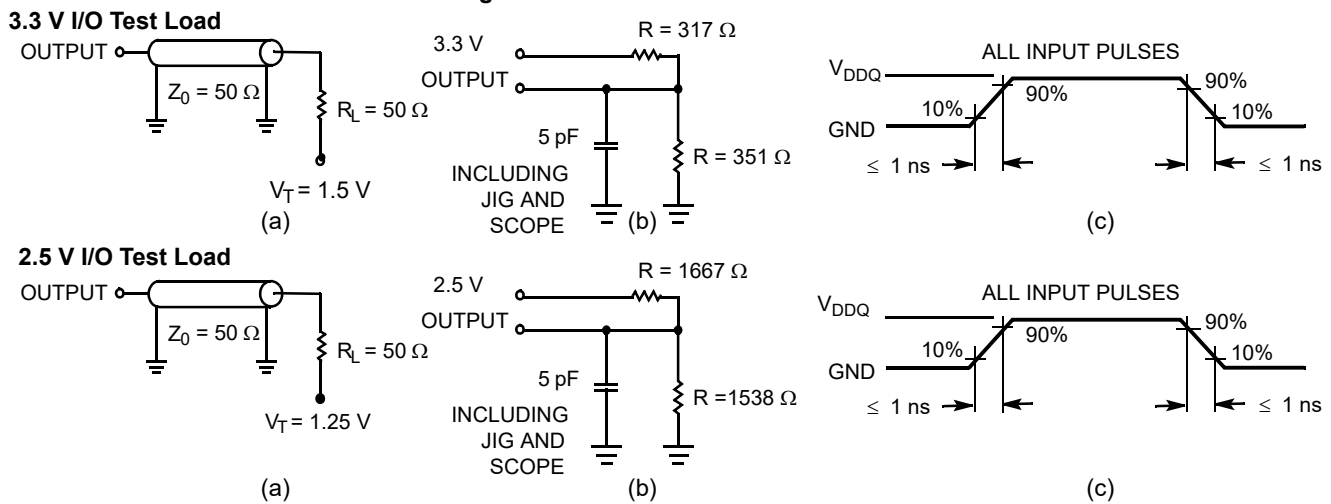 3.3 V I/O Test Load
OUTPUT
Z0 = 50 Ω
RL = 50 Ω
VT = 1.5 V
(a)
3.3 V
OUTPUT
R = 317 Ω
5 pF
INCLUDING
JIG AND
SCOPE
R = 351 Ω
(b)
ALL INPUT PULSES
VDDQ
GND
10%
90%
90%
10%
≤ 1 ns
≤ 1 ns
(c)
2.5 V I/O Test Load
OUTPUT
Z0 = 50 Ω
RL = 50 Ω
VT = 1.25 V
(a)
2.5 V
OUTPUT
R = 1667 Ω
5 pF
INCLUDING
JIG AND
SCOPE
R =1538 Ω
(b)
ALL INPUT PULSES
VDDQ
GND
10%
90%
90%
10%
≤ 1 ns
≤ 1 ns
(c)